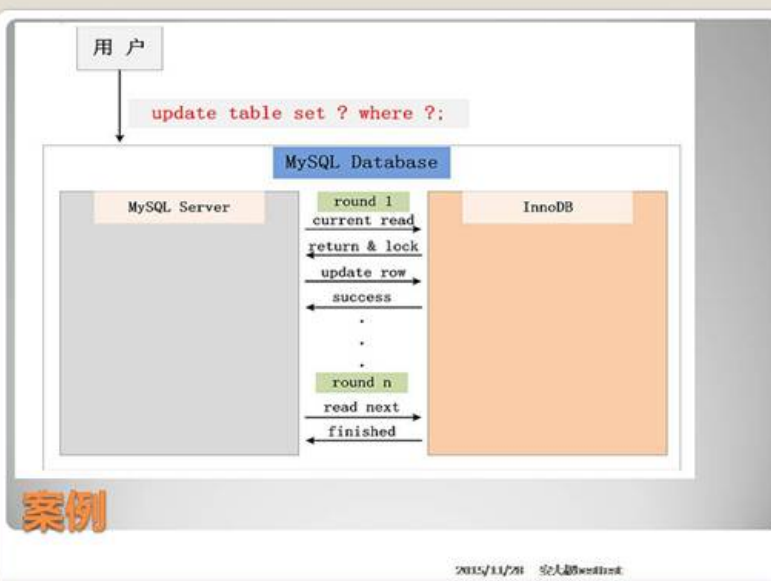 用 户
update table set ? where ?;
MySQL Database
MySQL Server
round 1
InnoDB
current read
return & lock
update row
success
.
.
.
round n
read next
finished
案例
2015/11/28